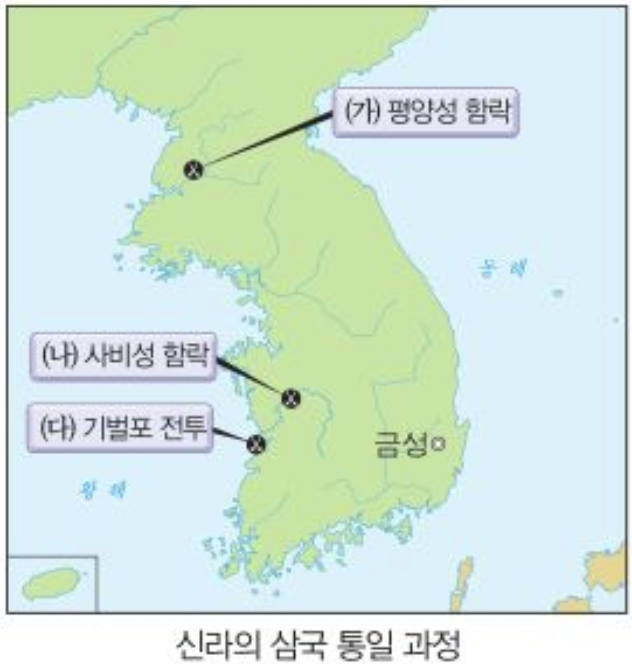 (가) 평양성 함락
동 해
(나) 사비성 함락
(다) 기벌포 전투
금성
황 해
신라의 삼국 통일 과정